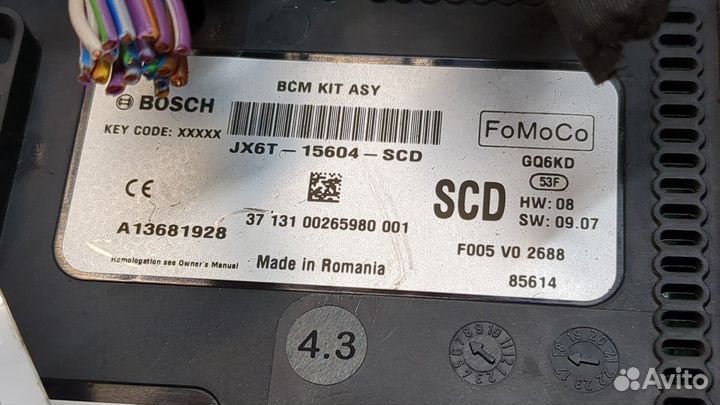 BCM KIT ASY
BOSCH
KEY CODE: XXXXX
JX6T-15604-SCD
FoMoCo
GQ6KD
53F
HW: 08
SW: 09.07
SCD
CE
37 131 00265980 001
A13681928
F005 V0 2688
Homologation see Owner's Manual
Made in Romania
85614
4.3
Avito